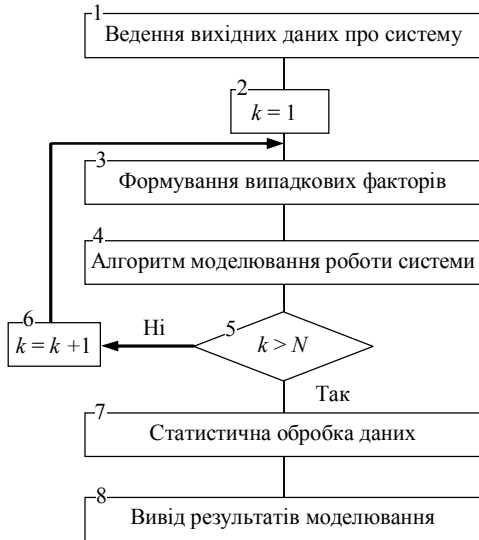 1
Ведення вихідних даних про систему
2
k = 1
3
Формування випадкових факторів
4
Алгоритм моделювання роботи системи
5
k > N
Ні
6
k = k +1
Так
7
Статистична обробка даних
8
Вивід результатів моделювання